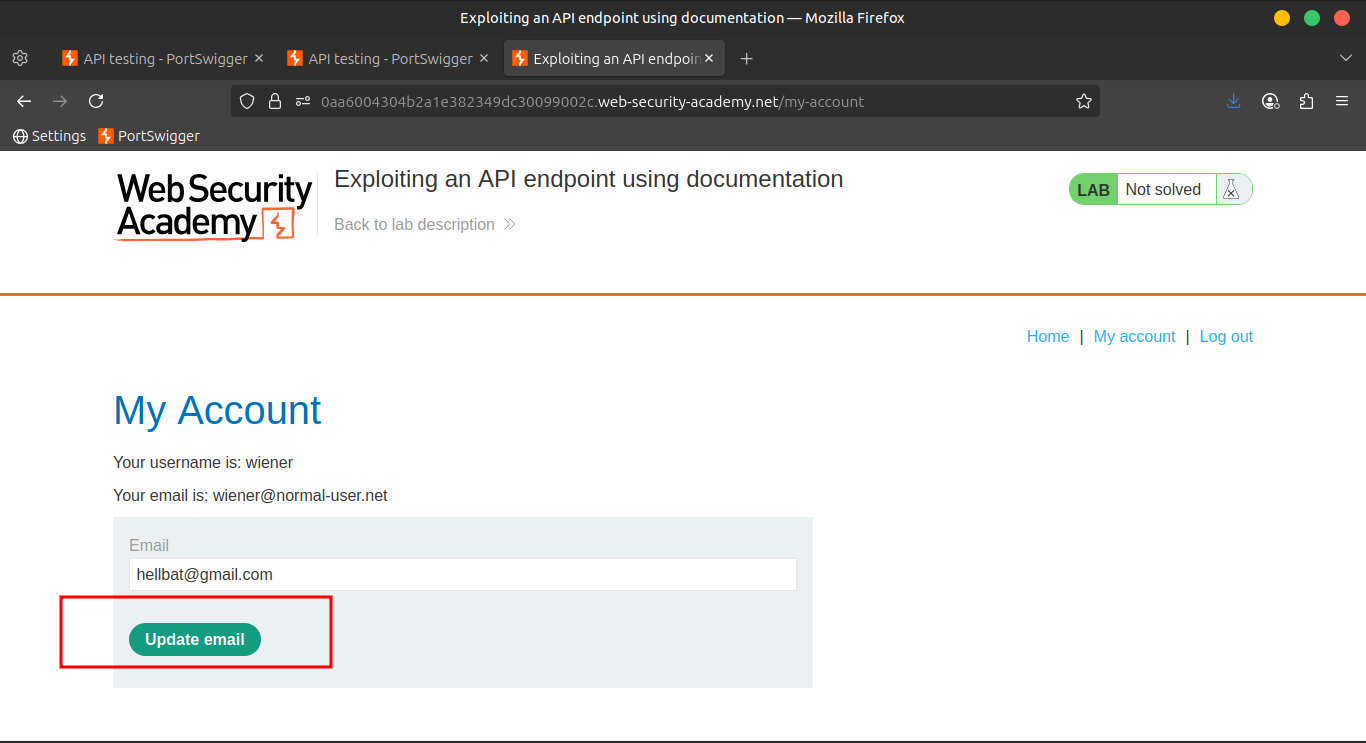 Exploiting an API endpoint using documentation — Mozilla Firefox
API testing - PortSwigger
API testing - PortSwigger
Exploiting an API endpoin
0aa6004304b2a1e382349dc30099002c.web-security-academy.net/my-account
Settings
PortSwigger
Web Security
Academy
Exploiting an API endpoint using documentation
Back to lab description
LAB
Not solved
Home | My account | Log out
My Account
Your username is: wiener
Your email is: wiener@normal-user.net
Email
hellbat@gmail.com
Update email